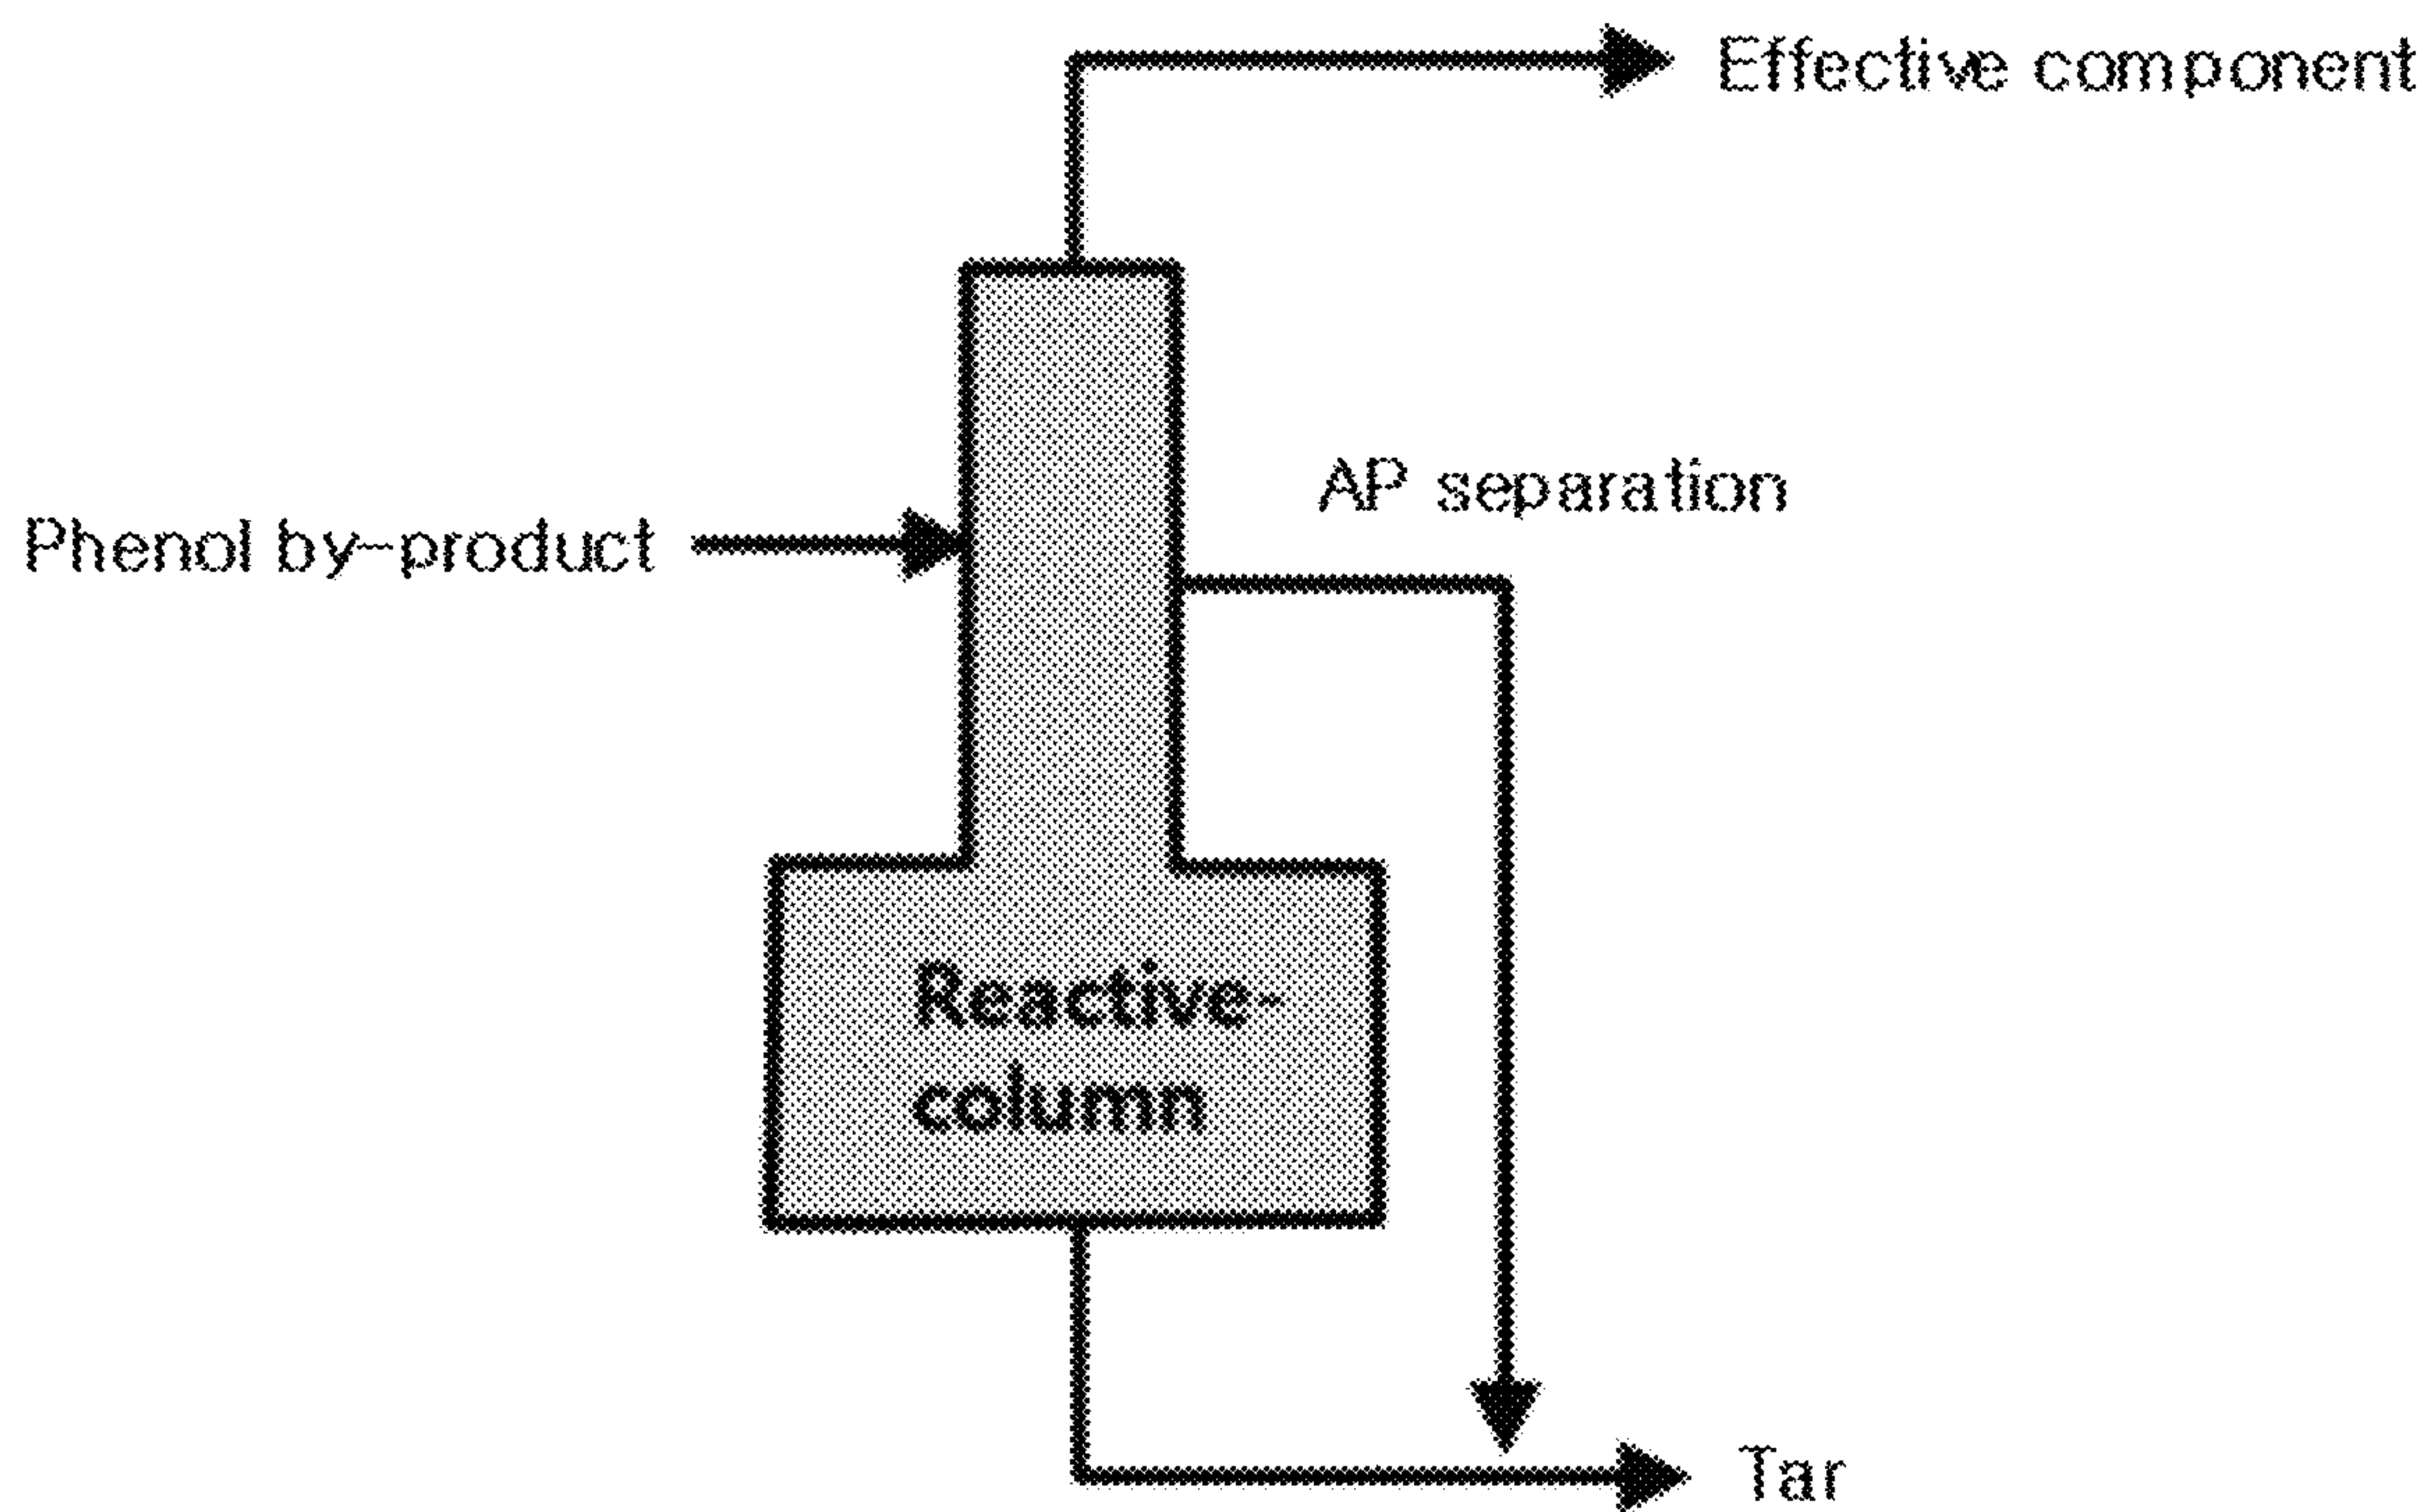 Effective component
AP separation
Phenol by-product
Reactive-
column
Tar